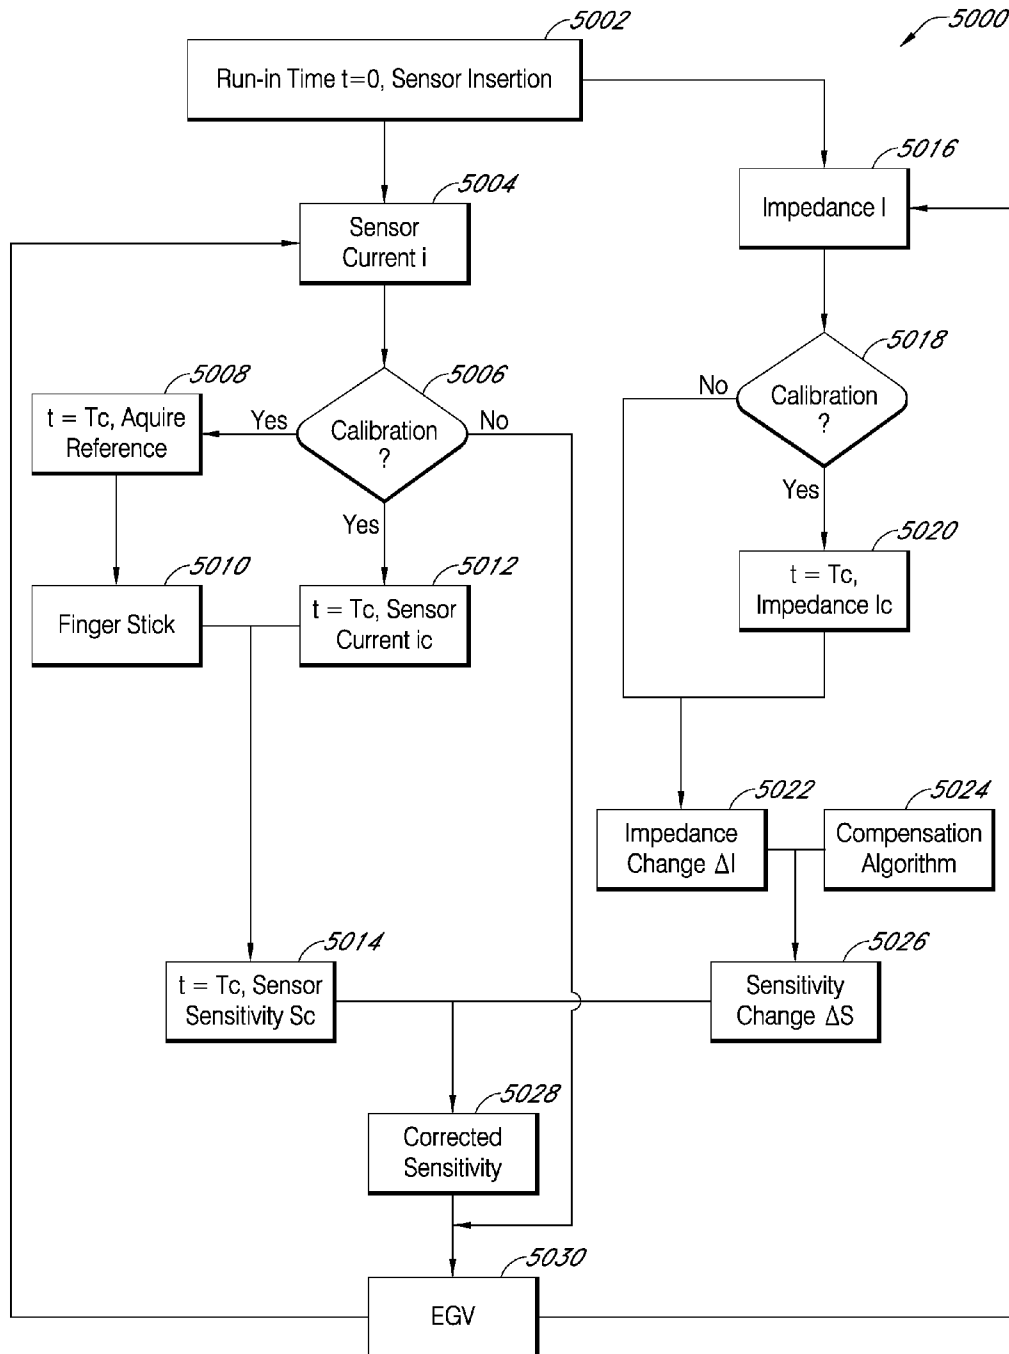 5000
5002
Run-in Time t=0, Sensor Insertion
5004
Sensor
Current i
5016
Impedance I
5006
Calibration
?
Yes
No
Yes
5008
t = Tc, Aquire
Reference
5018
Calibration
?
No
Yes
5010
Finger Stick
5012
t = Tc, Sensor
Current ic
5020
t = Tc,
Impedance Ic
5022
Impedance
Change ΔI
5024
Compensation
Algorithm
5014
t = Tc, Sensor
Sensitivity Sc
5026
Sensitivity
Change ΔS
5028
Corrected
Sensitivity
5030
EGV